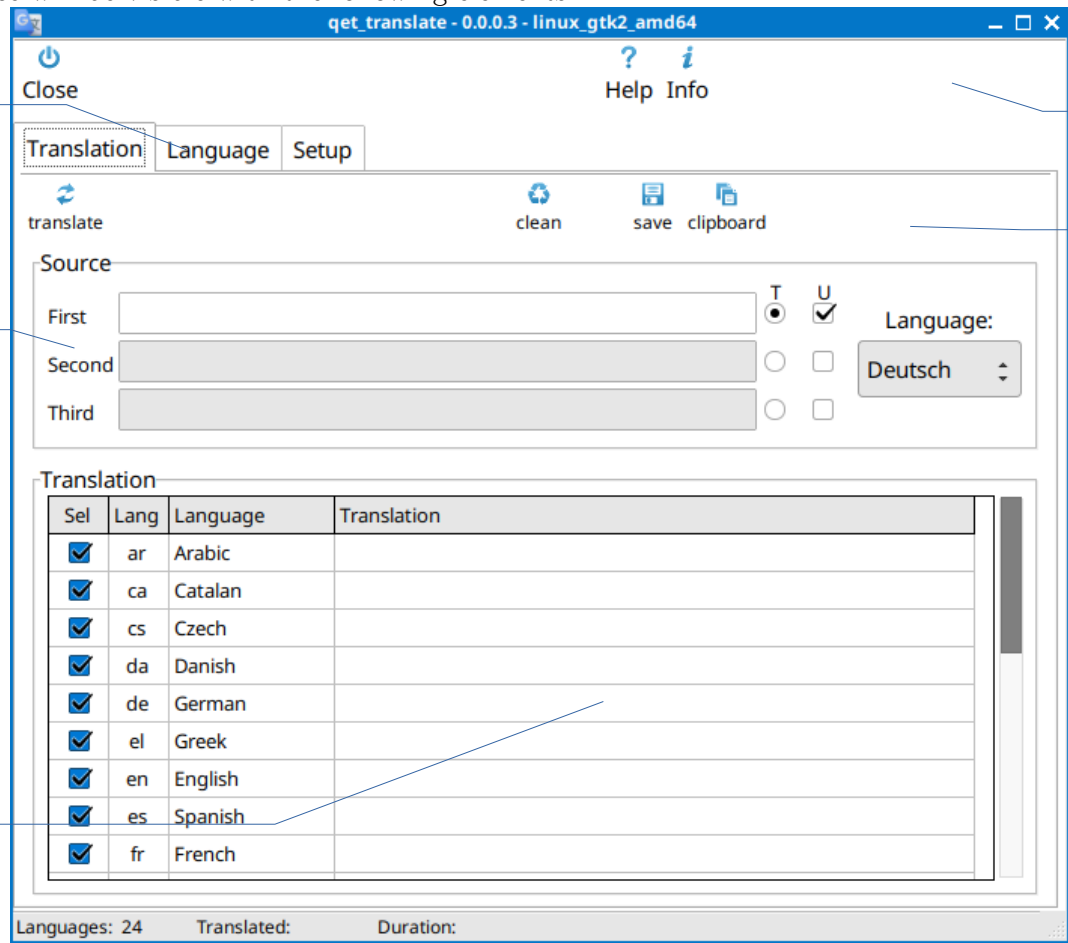 qet_translate - 0.0.0.3 - linux_gtk2_amd64
Close Help Info
Translation Language Setup
translate clean save clipboard
Source
T U
First Language:
Second Deutsch
Third
Translation
Sel Lang Language Translation
ar Arabic
ca Catalan
cs Czech
da Danish
de German
el Greek
en English
es Spanish
fr French
Languages: 24 Translated: Duration: